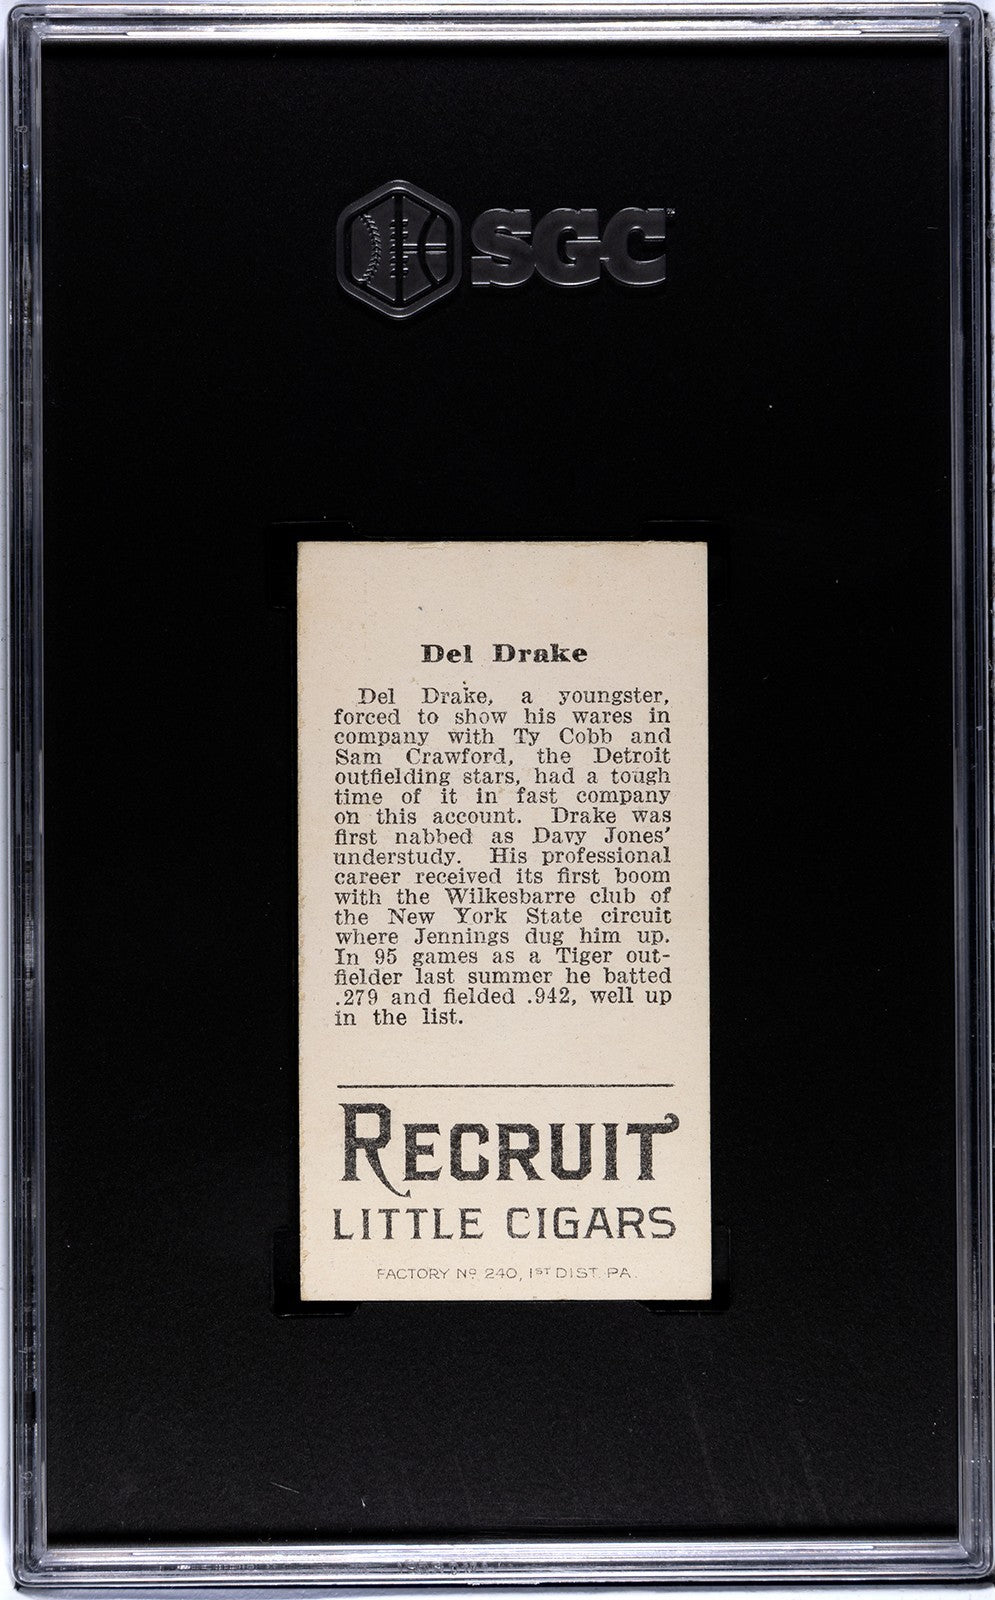 SGC™
Del Drake
Del Drake, a youngster,
forced to show his wares in
company with Ty Cobb and
Sam Crawford, the Detroit
outfielding stars, had a tough
time of it in fast company
on this account. Drake was
first nabbed as Davy Jones'
understudy. His professional
career received its first boom
with the Wilkesbarre club of
the New York State circuit
where Jennings dug him up.
In 95 games as a Tiger out-
fielder last summer he batted
.279 and fielded .942, well up
in the list.
RECRUIT
LITTLE CIGARS
FACTORY Nº 240, 1ST DIST. PA.